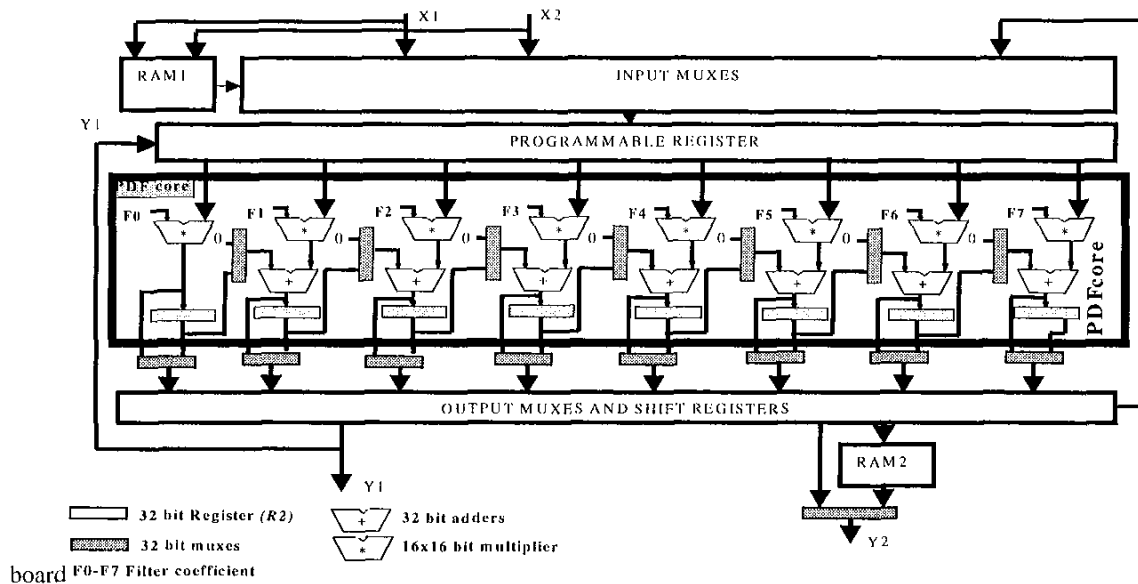 X1 X2
RAM1
INPUT MUXES
Y1
PROGRAMMABLE REGISTER
PDF core
F0 F1 F2 F3 F4 F5 F6 F7
* * * * * * * *
0 0 0 0 0 0 0
+ + + + + + +
PDFcore
OUTPUT MUXES AND SHIFT REGISTERS
RAM2
Y1
Y2
32 bit Register (R2)
+ 32 bit adders
32 bit muxes
* 16x16 bit multiplier
board F0-F7 Filter coefficient